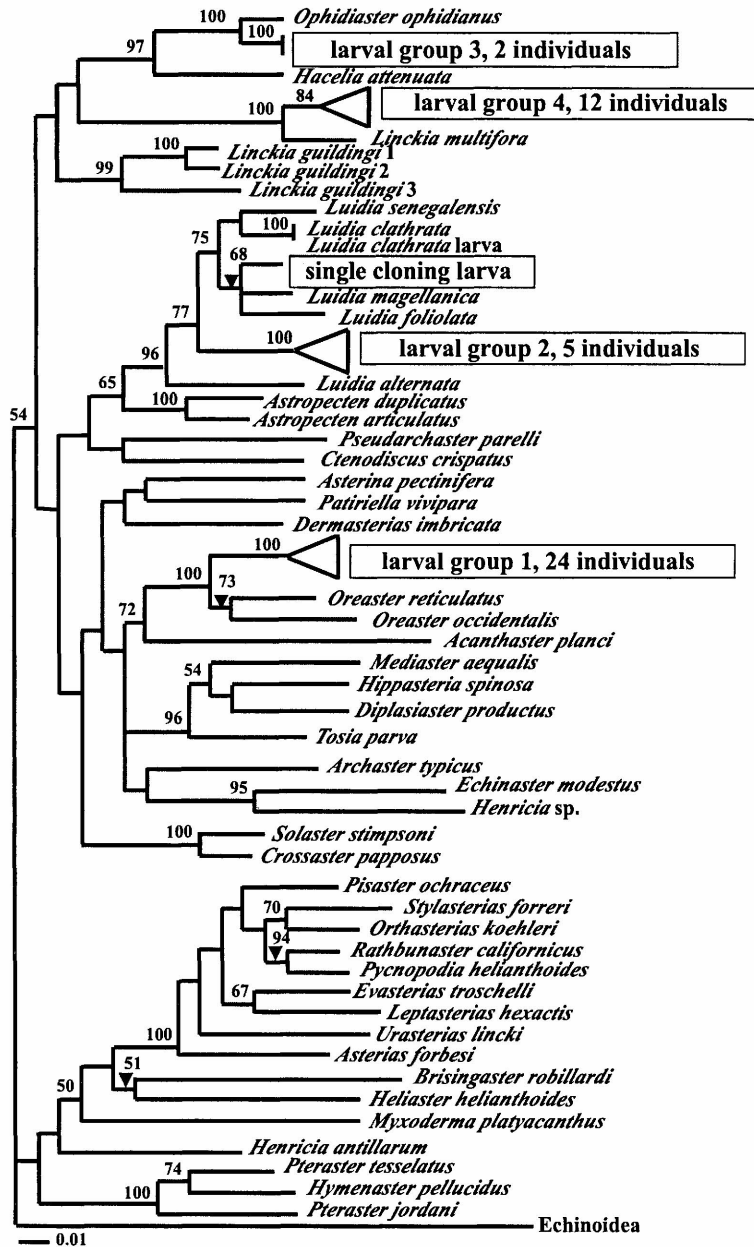 100
Ophidiaster ophidianus
100
97
larval group 3, 2 individuals
Hacelia attenuata
84
larval group 4, 12 individuals
100
Linckia multifora
100
Linckia guildingi 1
Linckia guildingi 2
99
Linckia guildingi 3
Luidia senegalensis
100
Luidia clathrata
75
Luidia clathrata larva
68
single cloning larva
Luidia magellanica
77
Luidia foliolata
100
larval group 2, 5 individuals
96
Luidia alternata
65
100
Astropecten duplicatus
54
Astropecten articulatus
Pseudarchaster parelli
Ctenodiscus crispatus
Asterina pectinifera
Patiriella vivipara
Dermasterias imbricata
100
larval group 1, 24 individuals
100
73
Oreaster reticulatus
72
Oreaster occidentalis
Acanthaster planci
54
Mediaster aequalis
Hippasteria spinosa
Diplasiaster productus
96
Tosia parva
Archaster typicus
95
Echinaster modestus
Henricia sp.
100
Solaster stimpsoni
Crossaster papposus
Pisaster ochraceus
70
Stylasterias forreri
Orthasterias koehleri
94
Rathbunaster californicus
Pycnopodia helianthoides
67
Evasterias troschelli
Leptasterias hexactis
Urasterias lincki
100
Asterias forbesi
51
Brisingaster robillardi
50
Heliaster helianthoides
Myxoderma platyacanthus
Henricia antillarum
74
Pteraster tesselatus
Hymenaster pellucidus
100
Pteraster jordani
Echinoidea
0.01